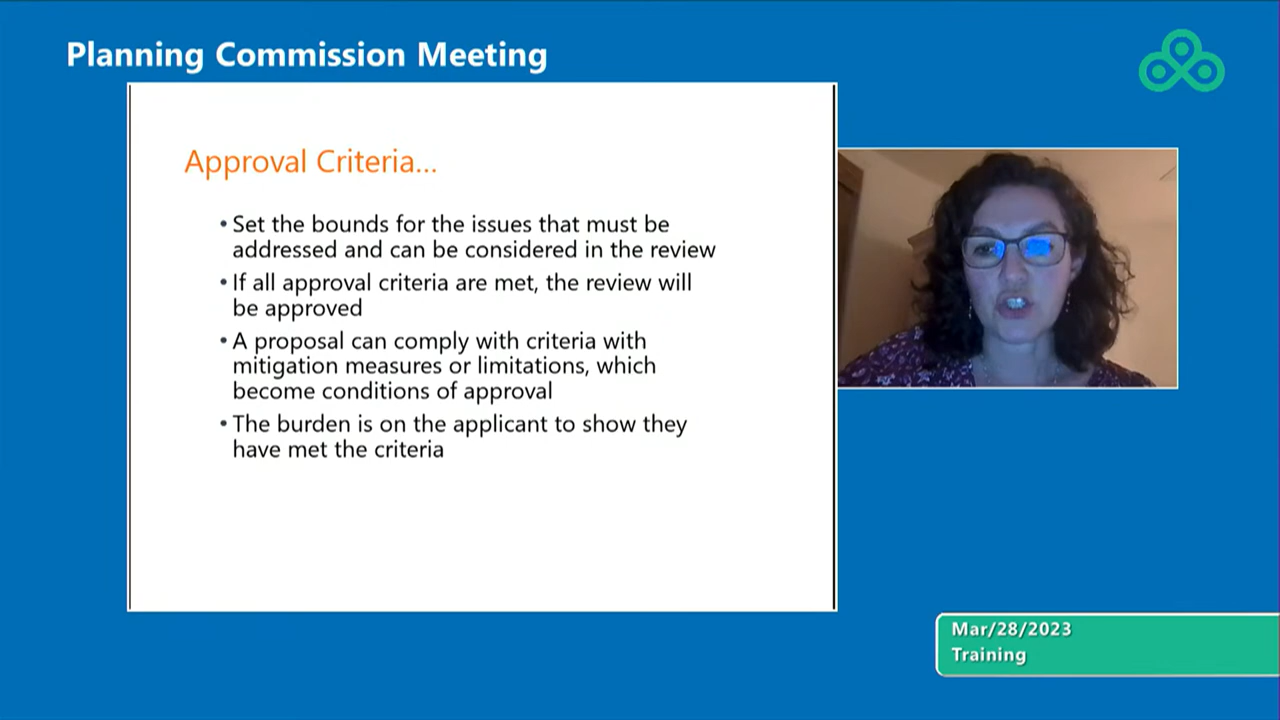 Planning Commission Meeting
Approval Criteria...
• Set the bounds for the issues that must be
addressed and can be considered in the review
• If all approval criteria are met, the review will
be approved
• A proposal can comply with criteria with
mitigation measures or limitations, which
become conditions of approval
• The burden is on the applicant to show they
have met the criteria
Mar/28/2023
Training